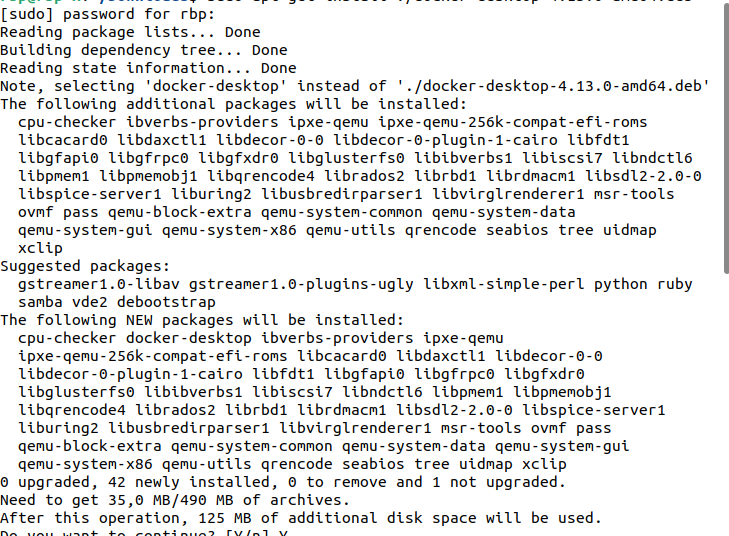 [sudo] password for rbp:
Reading package lists... Done
Building dependency tree... Done
Reading state information... Done
Note, selecting 'docker-desktop' instead of './docker-desktop-4.13.0-amd64.deb'
The following additional packages will be installed:
cpu-checker ibverbs-providers ipxe-qemu ipxe-qemu-256k-compat-efi-roms
libcacard0 libdaxctl1 libdecor-0-0 libdecor-0-plugin-1-cairo libfdt1
libgfapi0 libgfrpc0 libgfxdr0 libglusterfs0 libibverbs1 libiscsi7 libndctl6
libpmem1 libpmemobj1 libqrencode4 librados2 librbd1 librdmacm1 libsdl2-2.0-0
libspice-server1 liburing2 libusbredirparser1 libvirglrenderer1 msr-tools
ovmf pass qemu-block-extra qemu-system-common qemu-system-data
qemu-system-gui qemu-system-x86 qemu-utils qrencode seabios tree uidmap
xclip
Suggested packages:
gstreamer1.0-libav gstreamer1.0-plugins-ugly libxml-simple-perl python ruby
samba vde2 debootstrap
The following NEW packages will be installed:
cpu-checker docker-desktop ibverbs-providers ipxe-qemu
ipxe-qemu-256k-compat-efi-roms libcacard0 libdaxctl1 libdecor-0-0
libdecor-0-plugin-1-cairo libfdt1 libgfapi0 libgfrpc0 libgfxdr0
libglusterfs0 libibverbs1 libiscsi7 libndctl6 libpmem1 libpmemobj1
libqrencode4 librados2 librbd1 librdmacm1 libsdl2-2.0-0 libspice-server1
liburing2 libusbredirparser1 libvirglrenderer1 msr-tools ovmf pass
qemu-block-extra qemu-system-common qemu-system-data qemu-system-gui
qemu-system-x86 qemu-utils qrencode seabios tree uidmap xclip
0 upgraded, 42 newly installed, 0 to remove and 1 not upgraded.
Need to get 35,0 MB/490 MB of archives.
After this operation, 125 MB of additional disk space will be used.
Do you want to continue? [Y/n] Y